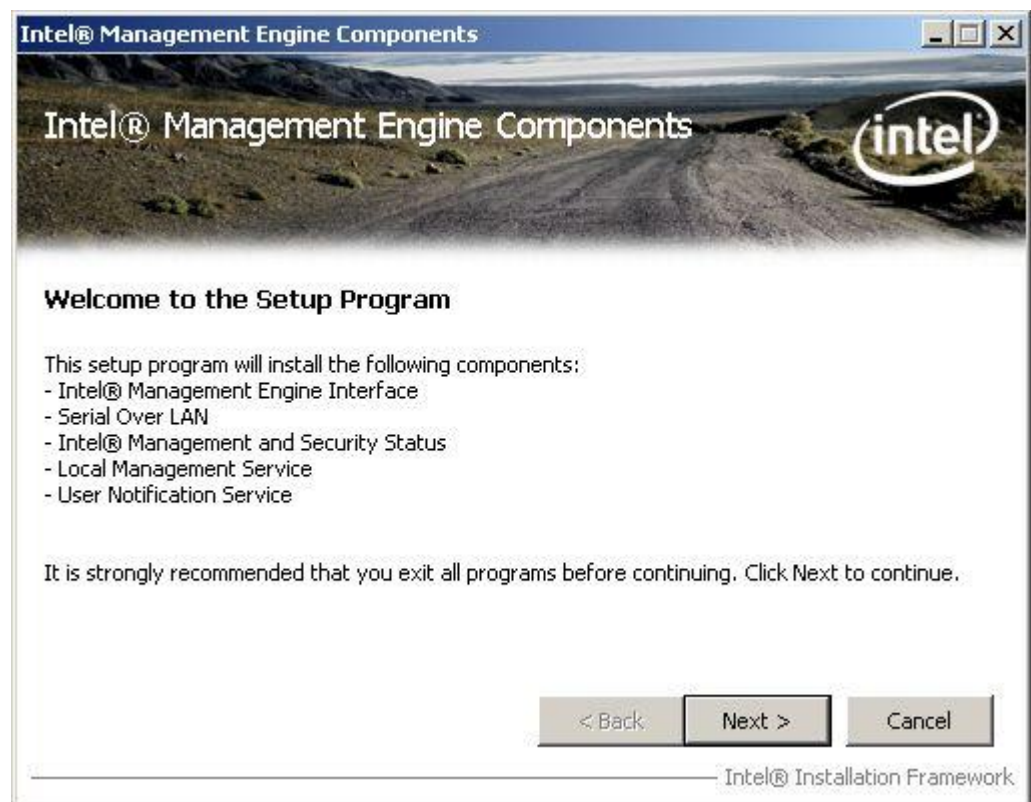 Intel® Management Engine Components
Intel® Management Engine Components
intel
Welcome to the Setup Program
This setup program will install the following components:
- Intel® Management Engine Interface
- Serial Over LAN
- Intel® Management and Security Status
- Local Management Service
- User Notification Service
It is strongly recommended that you exit all programs before continuing. Click Next to continue.
< Back Next > Cancel
Intel® Installation Framework